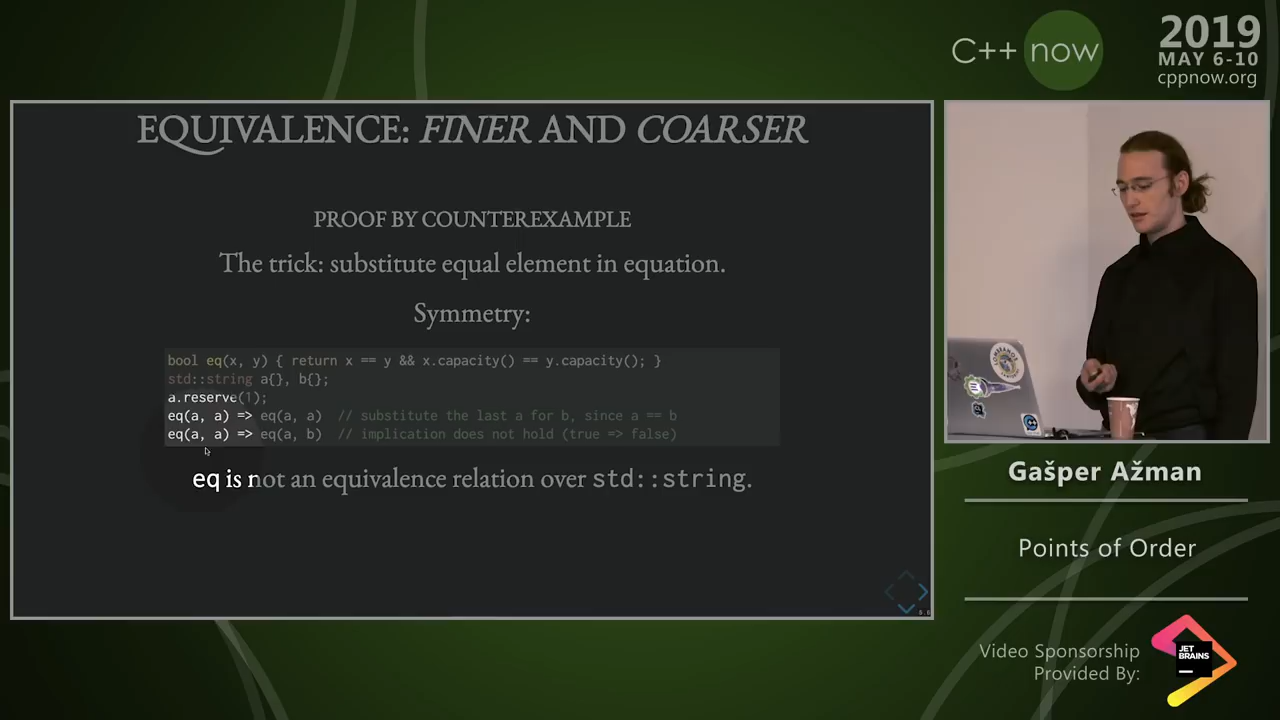 C++ now
2019
MAY 6-10
cppnow.org
EQUIVALENCE: FINER AND COARSER
PROOF BY COUNTEREXAMPLE
The trick: substitute equal element in equation.
Symmetry:
bool eq(x, y) { return x == y && x.capacity() == y.capacity(); }
std::string a{}, b{};
a.reserve(1);
eq(a, a) => eq(a, a) // substitute the last a for b, since a == b
eq(a, a) => eq(a, b) // implication does not hold (true => false)
eq is not an equivalence relation over std::string.
Gašper Ažman
Points of Order
Video Sponsorship
Provided By:
JET
BRAINS